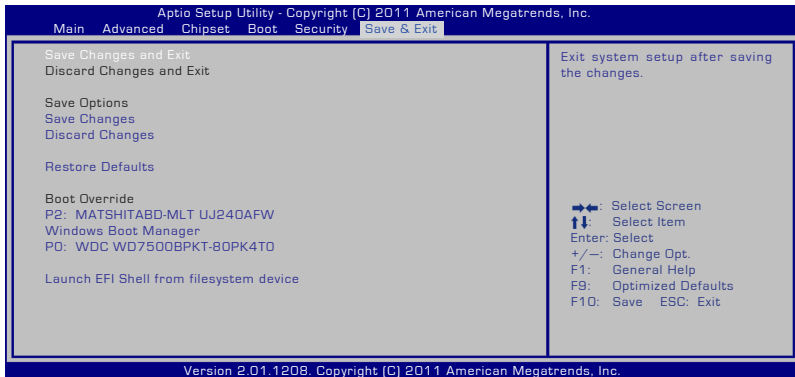 Aptio Setup Utility - Copyright (C) 2011 American Megatrends, Inc.
Main Advanced Chipset Boot Security Save & Exit
Save Changes and Exit
Discard Changes and Exit
Save Options
Save Changes
Discard Changes
Restore Defaults
Boot Override
P2: MATSHITABD-MLT UJ240AFW
Windows Boot Manager
P0: WDC WD7500BPKT-80PK4T0
Launch EFI Shell from filesystem device
Exit system setup after saving
the changes.
→←: Select Screen
↑↓: Select Item
Enter: Select
+/—: Change Opt.
F1: General Help
F9: Optimized Defaults
F10: Save ESC: Exit
Version 2.01.1208. Copyright (C) 2011 American Megatrends, Inc.